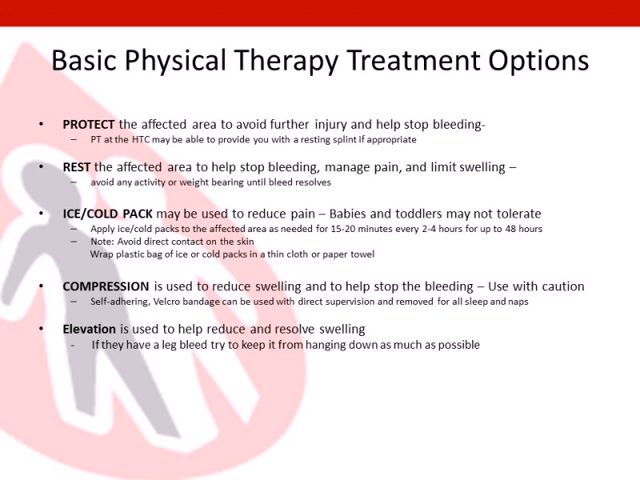 Basic Physical Therapy Treatment Options
• PROTECT the affected area to avoid further injury and help stop bleeding-
– PT at the HTC may be able to provide you with a resting splint if appropriate
• REST the affected area to help stop bleeding, manage pain, and limit swelling –
– avoid any activity or weight bearing until bleed resolves
• ICE/COLD PACK may be used to reduce pain – Babies and toddlers may not tolerate
– Apply ice/cold packs to the affected area as needed for 15-20 minutes every 2-4 hours for up to 48 hours
– Note: Avoid direct contact on the skin
Wrap plastic bag of ice or cold packs in a thin cloth or paper towel
• COMPRESSION is used to reduce swelling and to help stop the bleeding – Use with caution
– Self-adhering, Velcro bandage can be used with direct supervision and removed for all sleep and naps
• Elevation is used to help reduce and resolve swelling
- If they have a leg bleed try to keep it from hanging down as much as possible